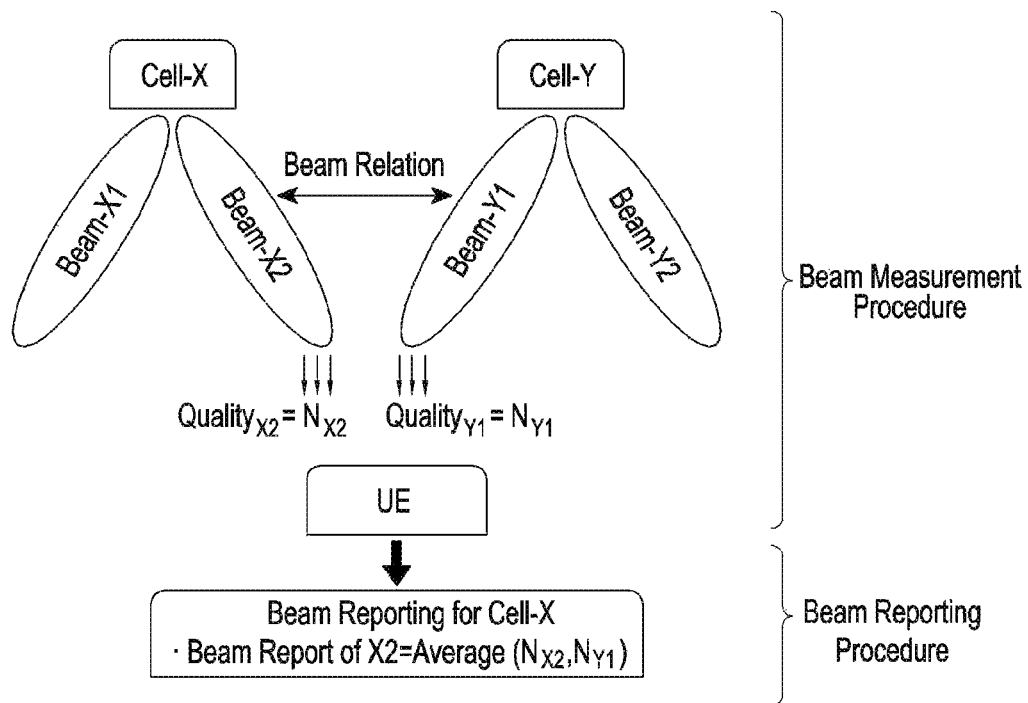 Cell-X
Cell-Y
Beam Relation
Beam-X1
Beam-X2
Beam-Y1
Beam-Y2
Beam Measurement
Procedure
Quality_X2 = N_X2
Quality_Y1 = N_Y1
UE
Beam Reporting for Cell-X
· Beam Report of X2=Average (N_X2,N_Y1)
Beam Reporting
Procedure